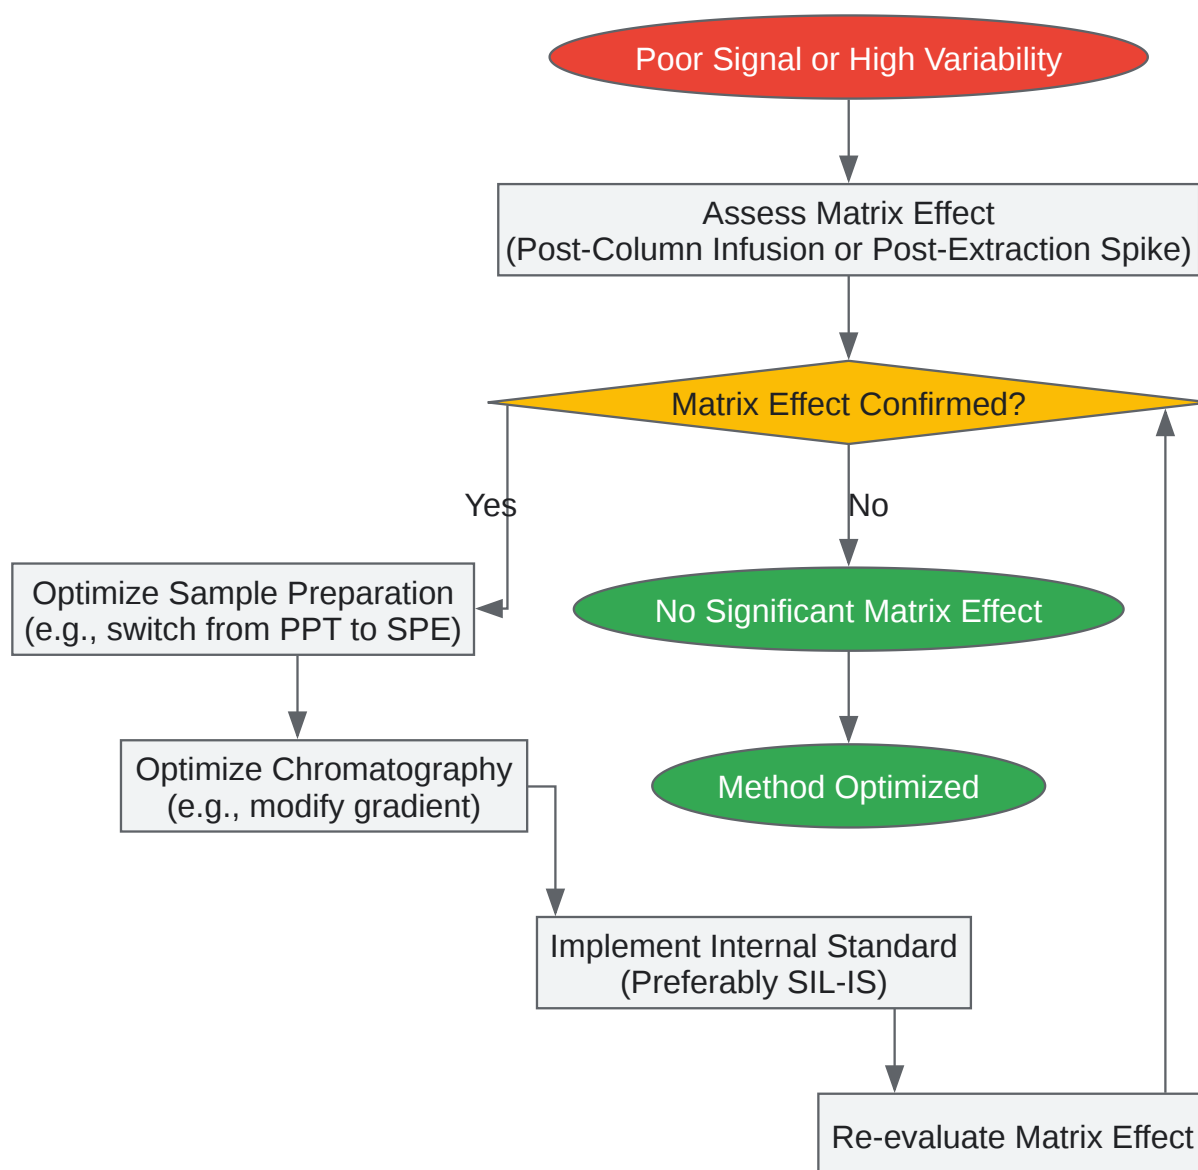 Poor Signal or High Variability
Assess Matrix Effect
(Post-Column Infusion or Post-Extraction Spike)
Matrix Effect Confirmed?
Yes
No
Optimize Sample Preparation
(e.g., switch from PPT to SPE)
No Significant Matrix Effect
Optimize Chromatography
(e.g., modify gradient)
Method Optimized
Implement Internal Standard
(Preferably SIL-IS)
Re-evaluate Matrix Effect